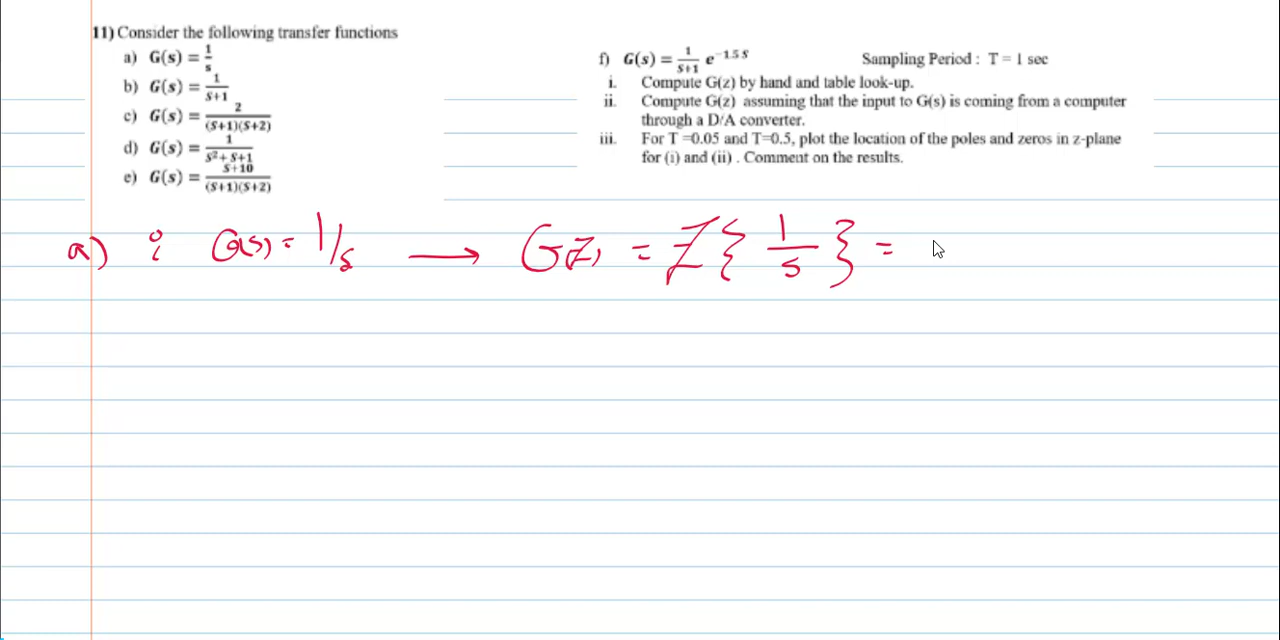 11) Consider the following transfer functions
a) G(s) = 1/s
b) G(s) = 1/(S+1)
c) G(s) = 2/((S+1)(S+2))
d) G(s) = 1/(S²+S+1)
e) G(s) = (S+10)/((S+1)(S+2))
f) G(s) = 1/(S+1) e^-1.5 S Sampling Period : T = 1 sec
i. Compute G(z) by hand and table look-up.
ii. Compute G(z) assuming that the input to G(s) is coming from a computer
through a D/A converter.
iii. For T =0.05 and T=0.5, plot the location of the poles and zeros in z-plane
for (i) and (ii) . Comment on the results.
a) i G(s) = 1/s → G(z) = Z{ 1/s } =